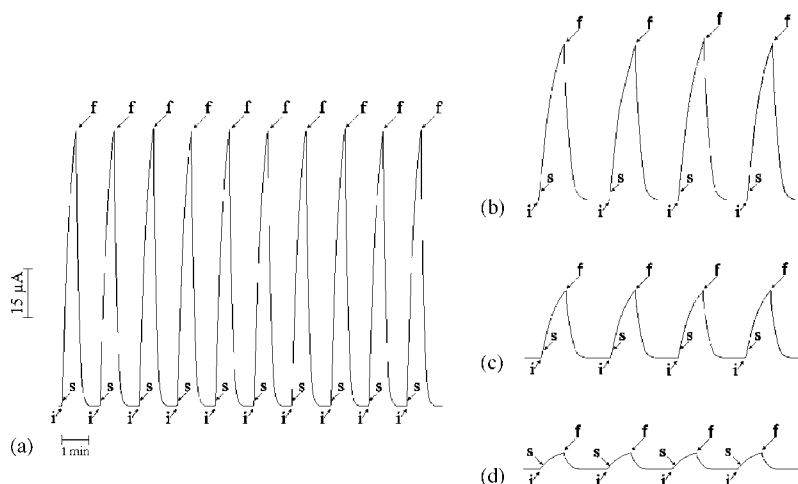 f f f f f f f f f f
s s s s s s s s s s
i i i i i i i i i i
15 µA
1 min
(a)
f f f f
s s s s
i i i i
(b)
f f f f
s s s s
i i i i
(c)
f f f f
s s s s
i i i i
(d)